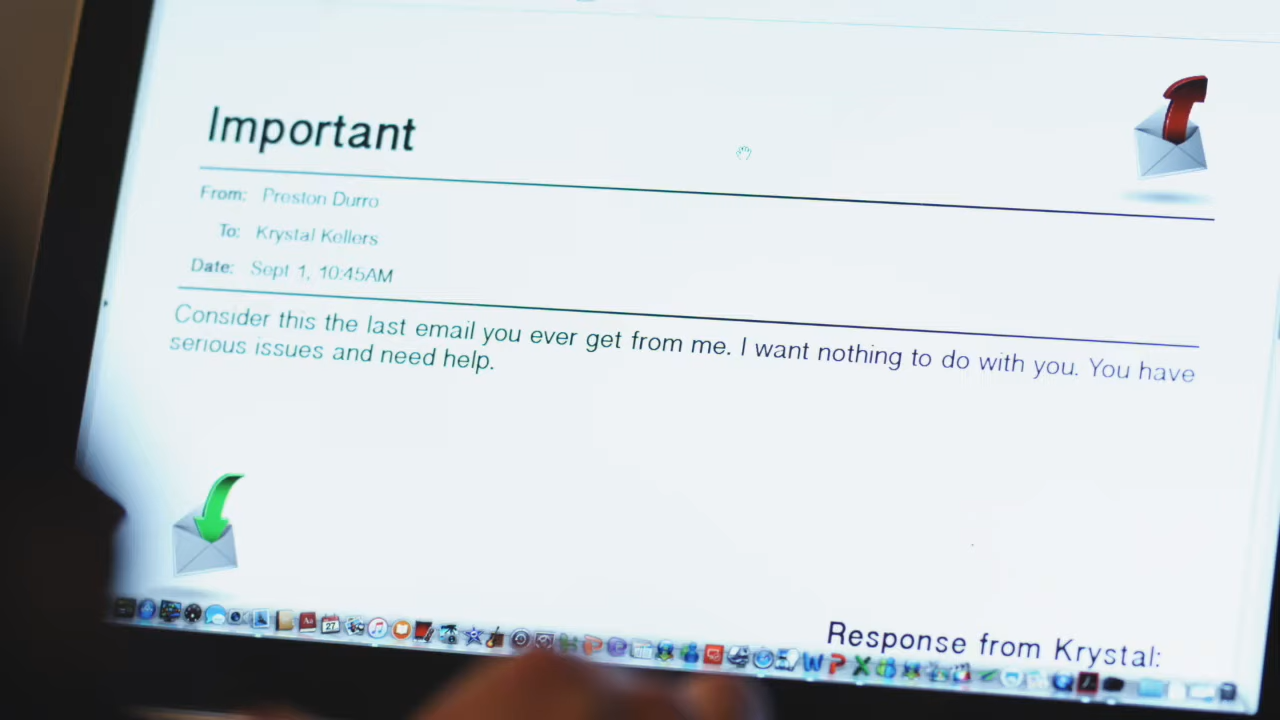 Important
From: Preston Durro
To: Krystal Kellers
Date: Sept 1, 10:45AM
Consider this the last email you ever get from me. I want nothing to do with you. You have
serious issues and need help.
27
Response from Krystal: